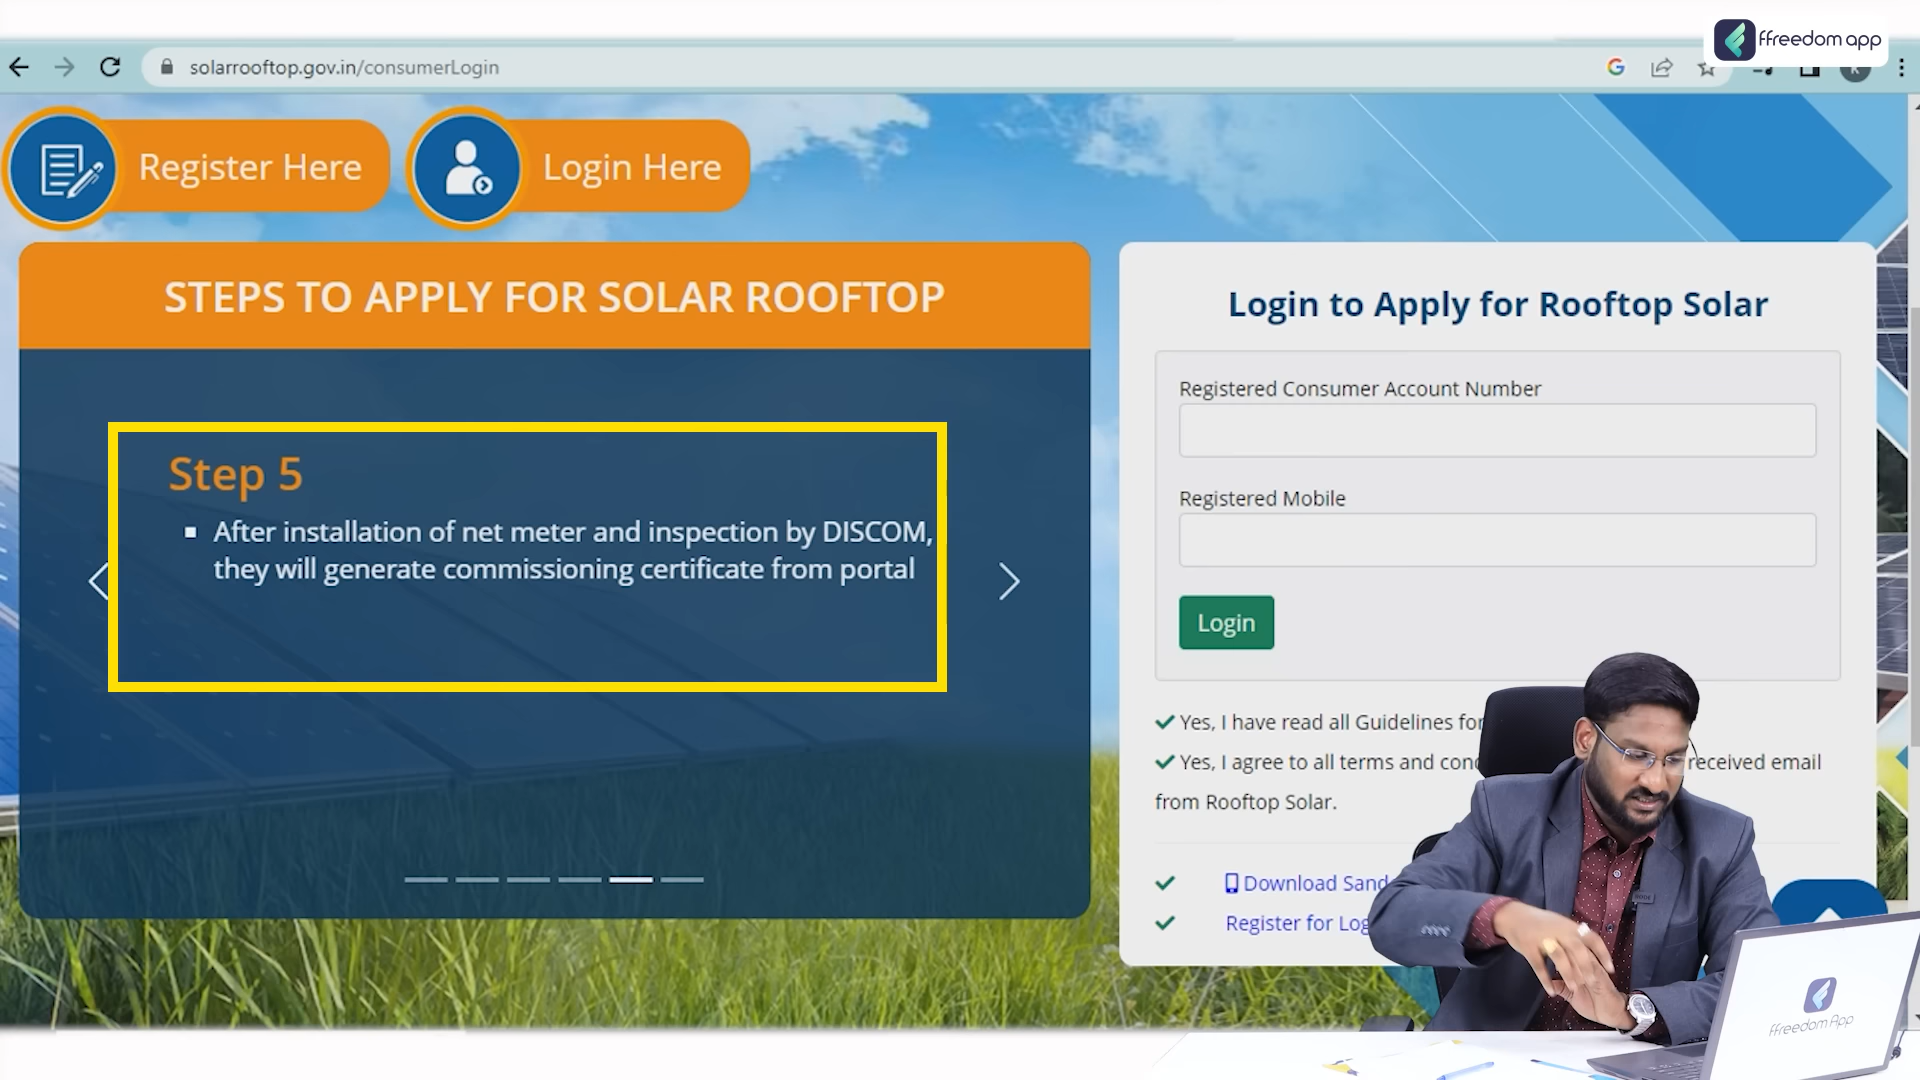 ffreedom app
solarrooftop.gov.in/consumerLogin
Register Here
Login Here
STEPS TO APPLY FOR SOLAR ROOFTOP
Step 5
▪ After installation of net meter and inspection by DISCOM,
they will generate commissioning certificate from portal
Login to Apply for Rooftop Solar
Registered Consumer Account Number
Registered Mobile
Login
Yes, I have read all Guidelines for
Yes, I agree to all terms and received email
from Rooftop Solar.
Download
Register for
ffreedom App